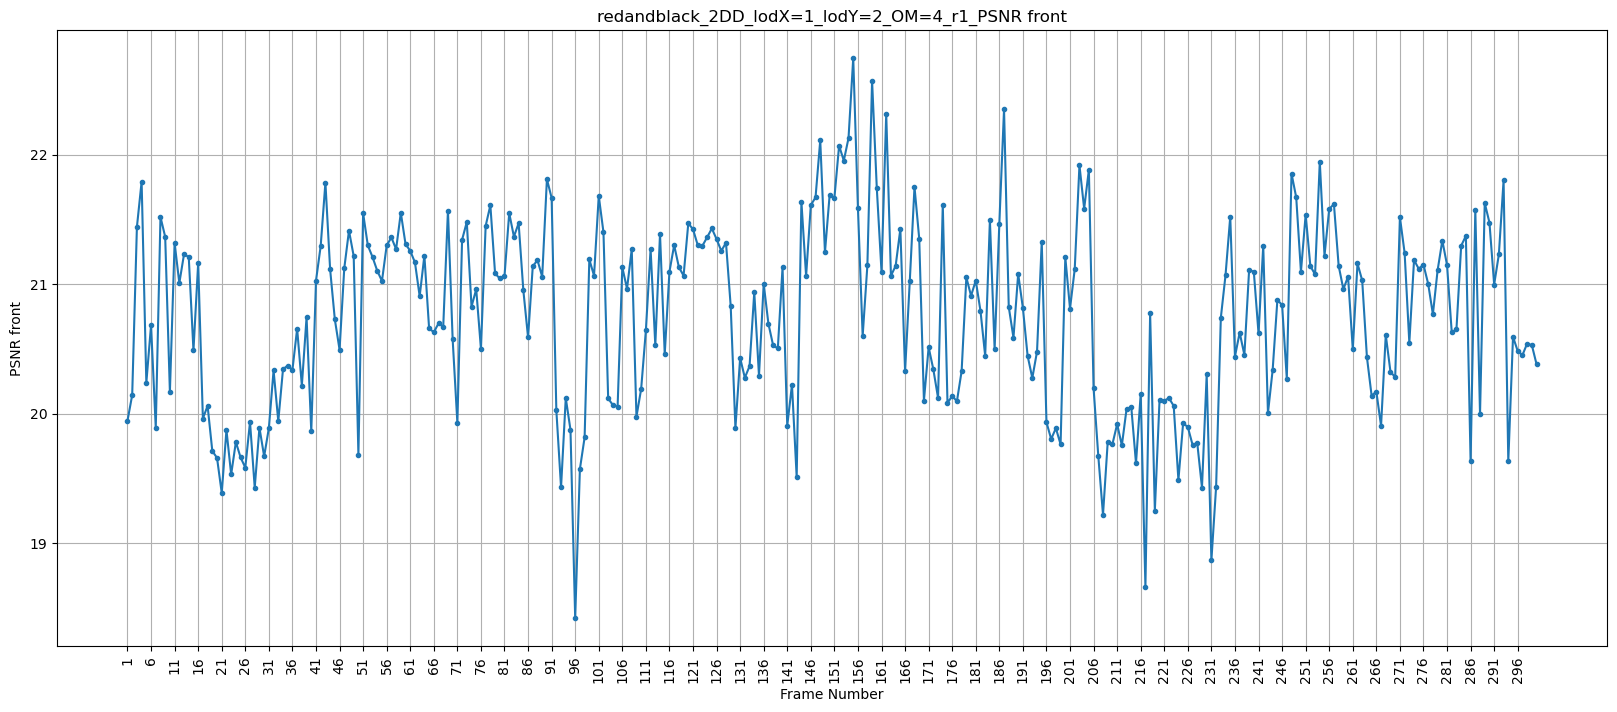 redandblack_2DD_lodX=1_lodY=2_OM=4_r1_PSNR front
PSNR front
22
21
20
19
1 6 11 16 21 26 31 36 41 46 51 56 61 66 71 76 81 86 91 96 101 106 111 116 121 126 131 136 141 146 151 156 161 166 171 176 181 186 191 196 201 206 211 216 221 226 231 236 241 246 251 256 261 266 271 276 281 286 291 296
Frame Number